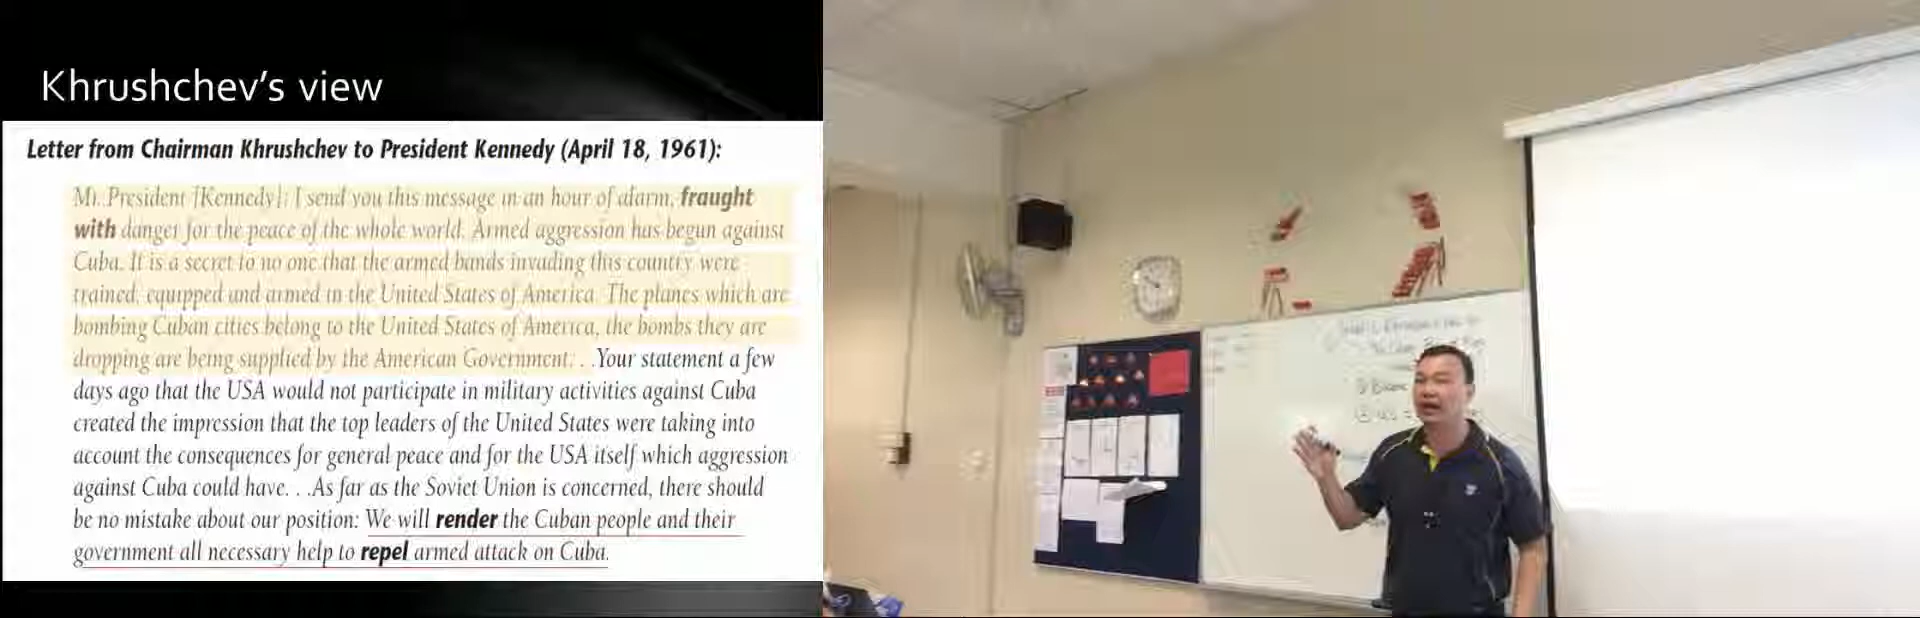 Khrushchev's view
Letter from Chairman Khrushchev to President Kennedy (April 18, 1961):
Mr. President [Kennedy]: I send you this message in an hour of alarm, fraught
with danger for the peace of the whole world. Armed aggression has begun against
Cuba. It is a secret to no one that the armed bands invading this country were
trained, equipped and armed in the United States of America. The planes which are
bombing Cuban cities belong to the United States of America, the bombs they are
dropping are being supplied by the American Government. . .Your statement a few
days ago that the USA would not participate in military activities against Cuba
created the impression that the top leaders of the United States were taking into
account the consequences for general peace and for the USA itself which aggression
against Cuba could have. . .As far as the Soviet Union is concerned, there should
be no mistake about our position: We will render the Cuban people and their
government all necessary help to repel armed attack on Cuba.